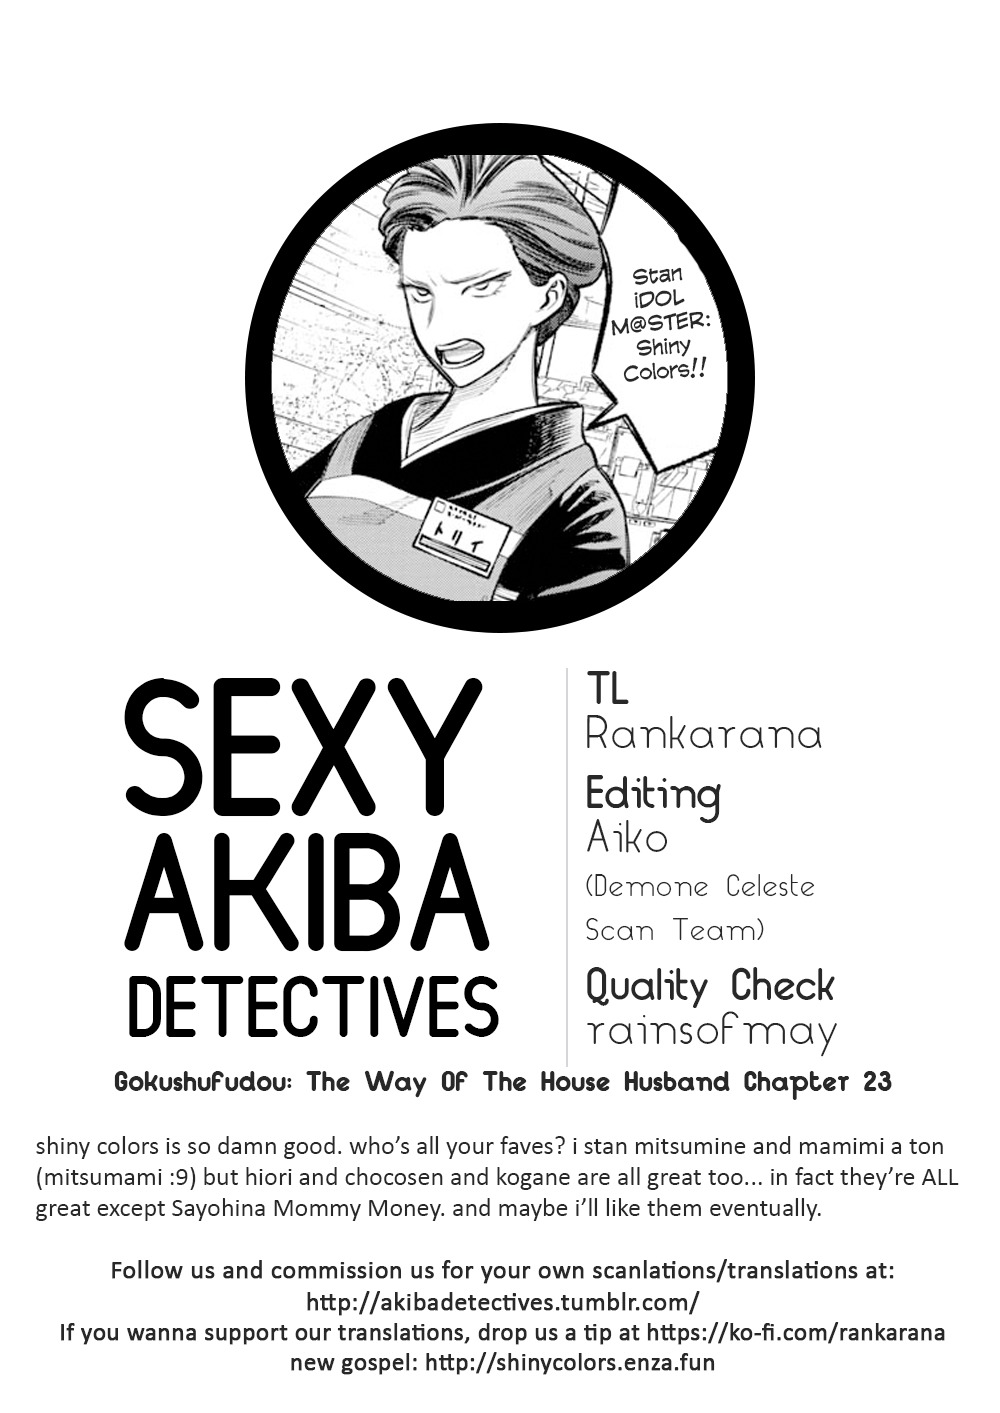 Stan
iDOL
M@STER:
Shiny
Colors!!
トリイ
SEXY
AKIBA
DETECTIVES
TL
Rankarana
Editing
Aiko
(Demone Celeste
Scan Team)
Quality Check
rainsofmay
Gokushufudou: The Way Of The House Husband Chapter 23
shiny colors is so damn good. who's all your faves? i stan mitsumine and mamimi a ton
(mitsumami :9) but hiori and chocosen and kogane are all great too... in fact they're ALL
great except Sayohina Mommy Money. and maybe i'll like them eventually.
Follow us and commission us for your own scanlations/translations at:
http://akibadetectives.tumblr.com/
If you wanna support our translations, drop us a tip at https://ko-fi.com/rankarana
new gospel: http://shinycolors.enza.fun